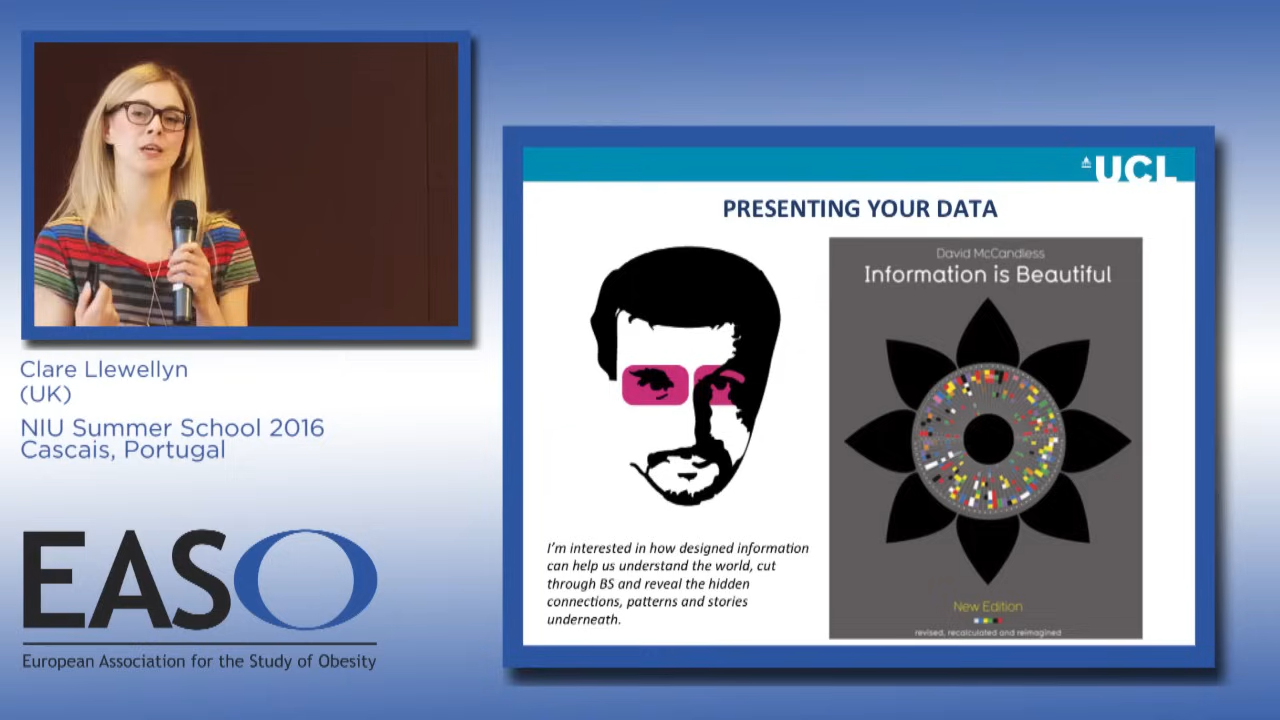 Clare Llewellyn
(UK)
NIU Summer School 2016
Cascais, Portugal
EASO
European Association for the Study of Obesity
UCL
PRESENTING YOUR DATA
I'm interested in how designed information
can help us understand the world, cut
through BS and reveal the hidden
connections, patterns and stories
underneath.
David McCandless
Information is Beautiful
New Edition
revised, recalculated and reimagined